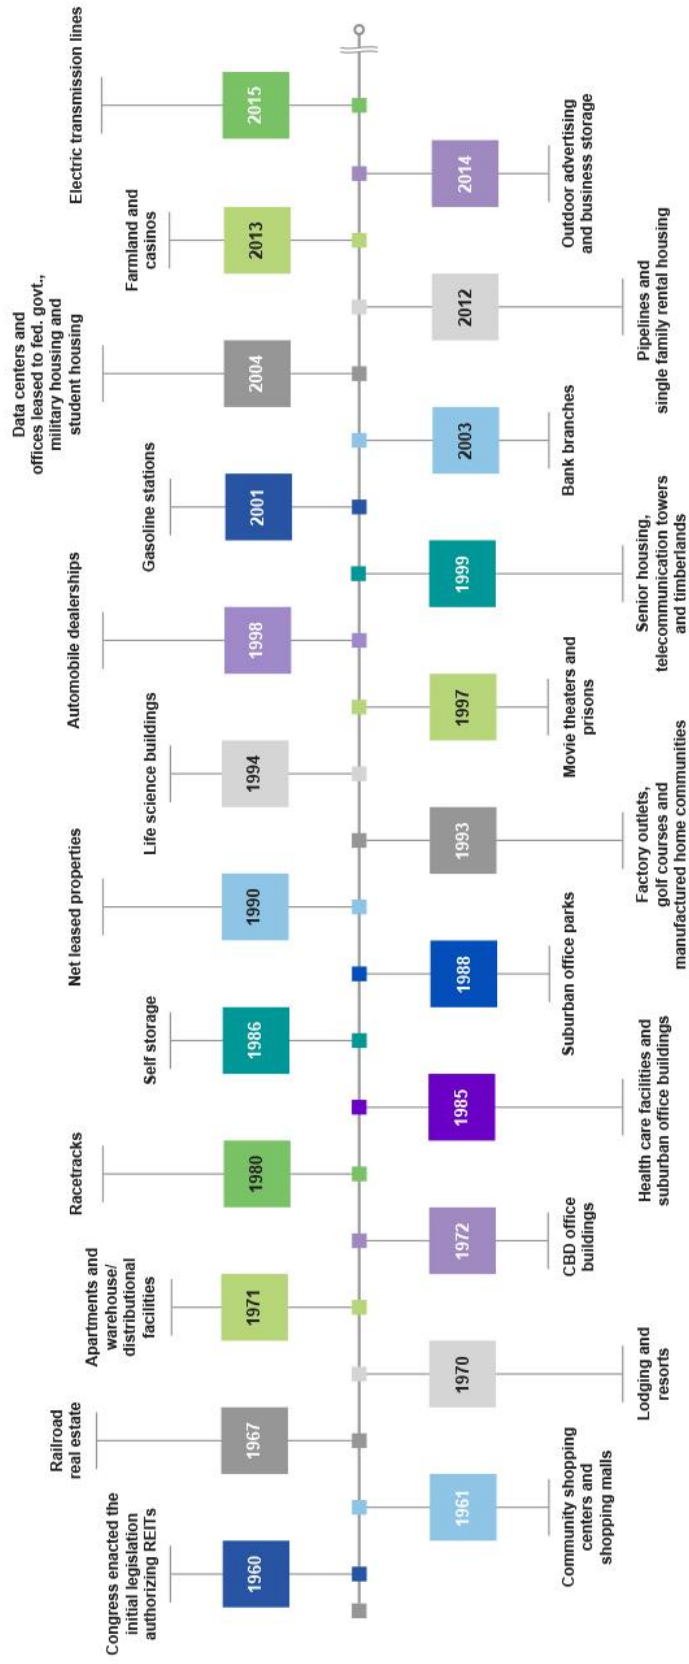 1960
Congress enacted the
initial legislation
authorizing REITs
1961
Community shopping
centers and
shopping malls
1967
Railroad
real estate
1970
Lodging and
resorts
1971
Apartments and
warehouse/
distributional
facilities
1972
CBD office
buildings
1980
Racetracks
1985
Health care facilities and
suburban office buildings
1986
Self storage
1988
Suburban office parks
1990
Net leased properties
1993
Factory outlets,
golf courses and
manufactured home communities
1994
Life science buildings
1997
Movie theaters and
prisons
1998
Automobile dealerships
1999
Senior housing,
telecommunication towers
and timberlands
2001
Gasoline stations
2003
Bank branches
2004
Data centers and
offices leased to fed. govt.,
military housing and
student housing
2012
Pipelines and
single family rental housing
2013
Farmland and
casinos
2014
Outdoor advertising
and business storage
2015
Electric transmission lines